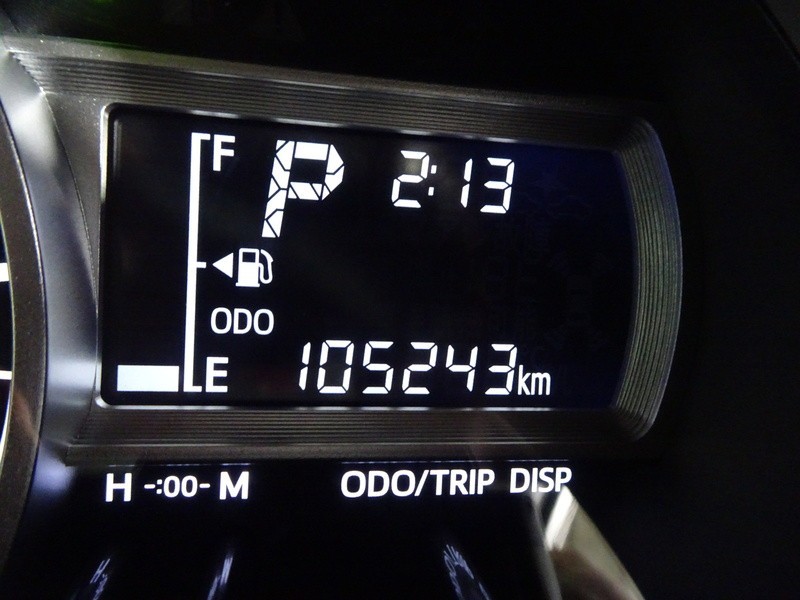 F
P 2:13
ODO
E 105243km
H -:00- M ODO/TRIP DISP